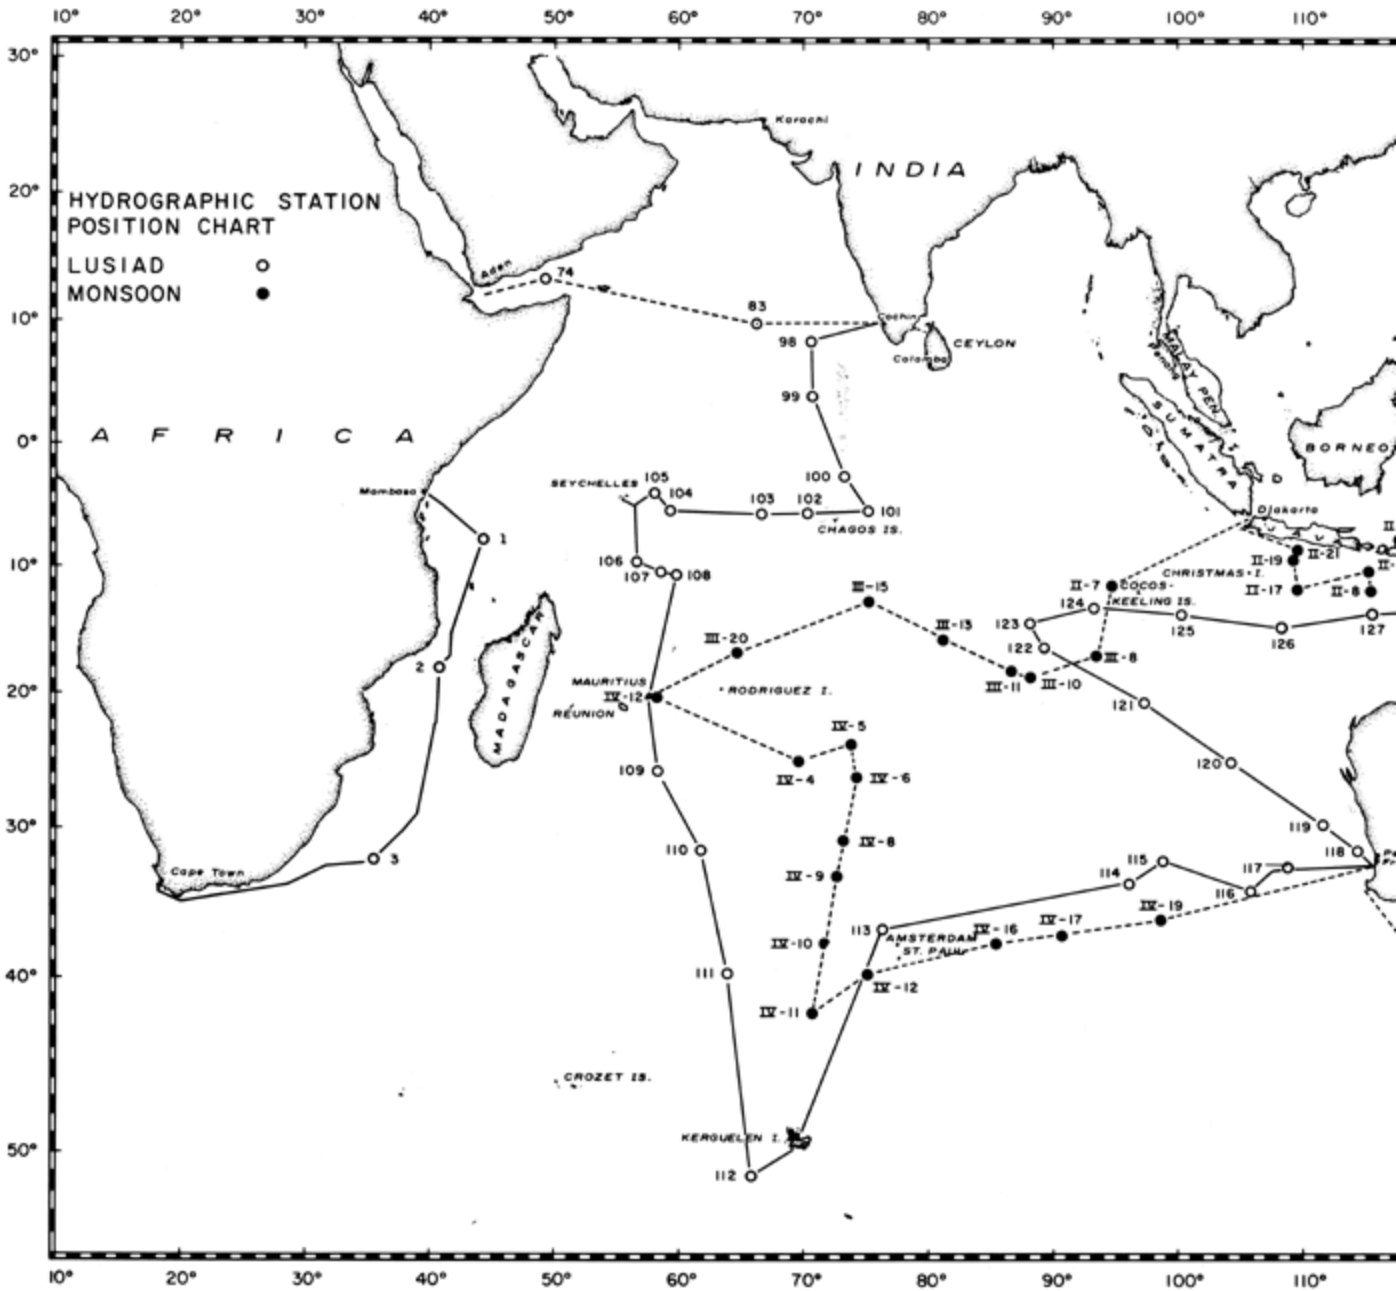 10° 20° 30° 40° 50° 60° 70° 80° 90° 100° 110°
30°
Karachi
INDIA
20°
HYDROGRAPHIC STATION
POSITION CHART
LUSIAD
MONSOON
Aden
74
83
10°
Cochin
98
CEYLON
Colombo
MALAY PEN.
Penang
99
SUMATRA
AFRICA
0°
BORNEO
Mombasa
SEYCHELLES
105
104
103
102
100
101
CHAGOS IS.
Djakarta
1
106
107
108
10°
II-21
II-19
II-17
II-8
CHRISTMAS I.
II-7
COCOS-
KEELING IS.
III-15
124
123
122
125
126
127
III-20
III-13
III-8
III-11
III-10
2
MADAGASCAR
MAURITIUS
IV-12
RÉUNION
RODRIGUEZ I.
20°
121
IV-5
IV-4
IV-6
109
120
30°
119
118
110
IV-8
IV-9
115
114
117
116
3
Cape Town
113
AMSTERDAM
ST. PAUL
IV-16
IV-17
IV-19
IV-10
40°
111
IV-12
IV-11
CROZET IS.
KERGUELEN I.
50°
112
10° 20° 30° 40° 50° 60° 70° 80° 90° 100° 110°